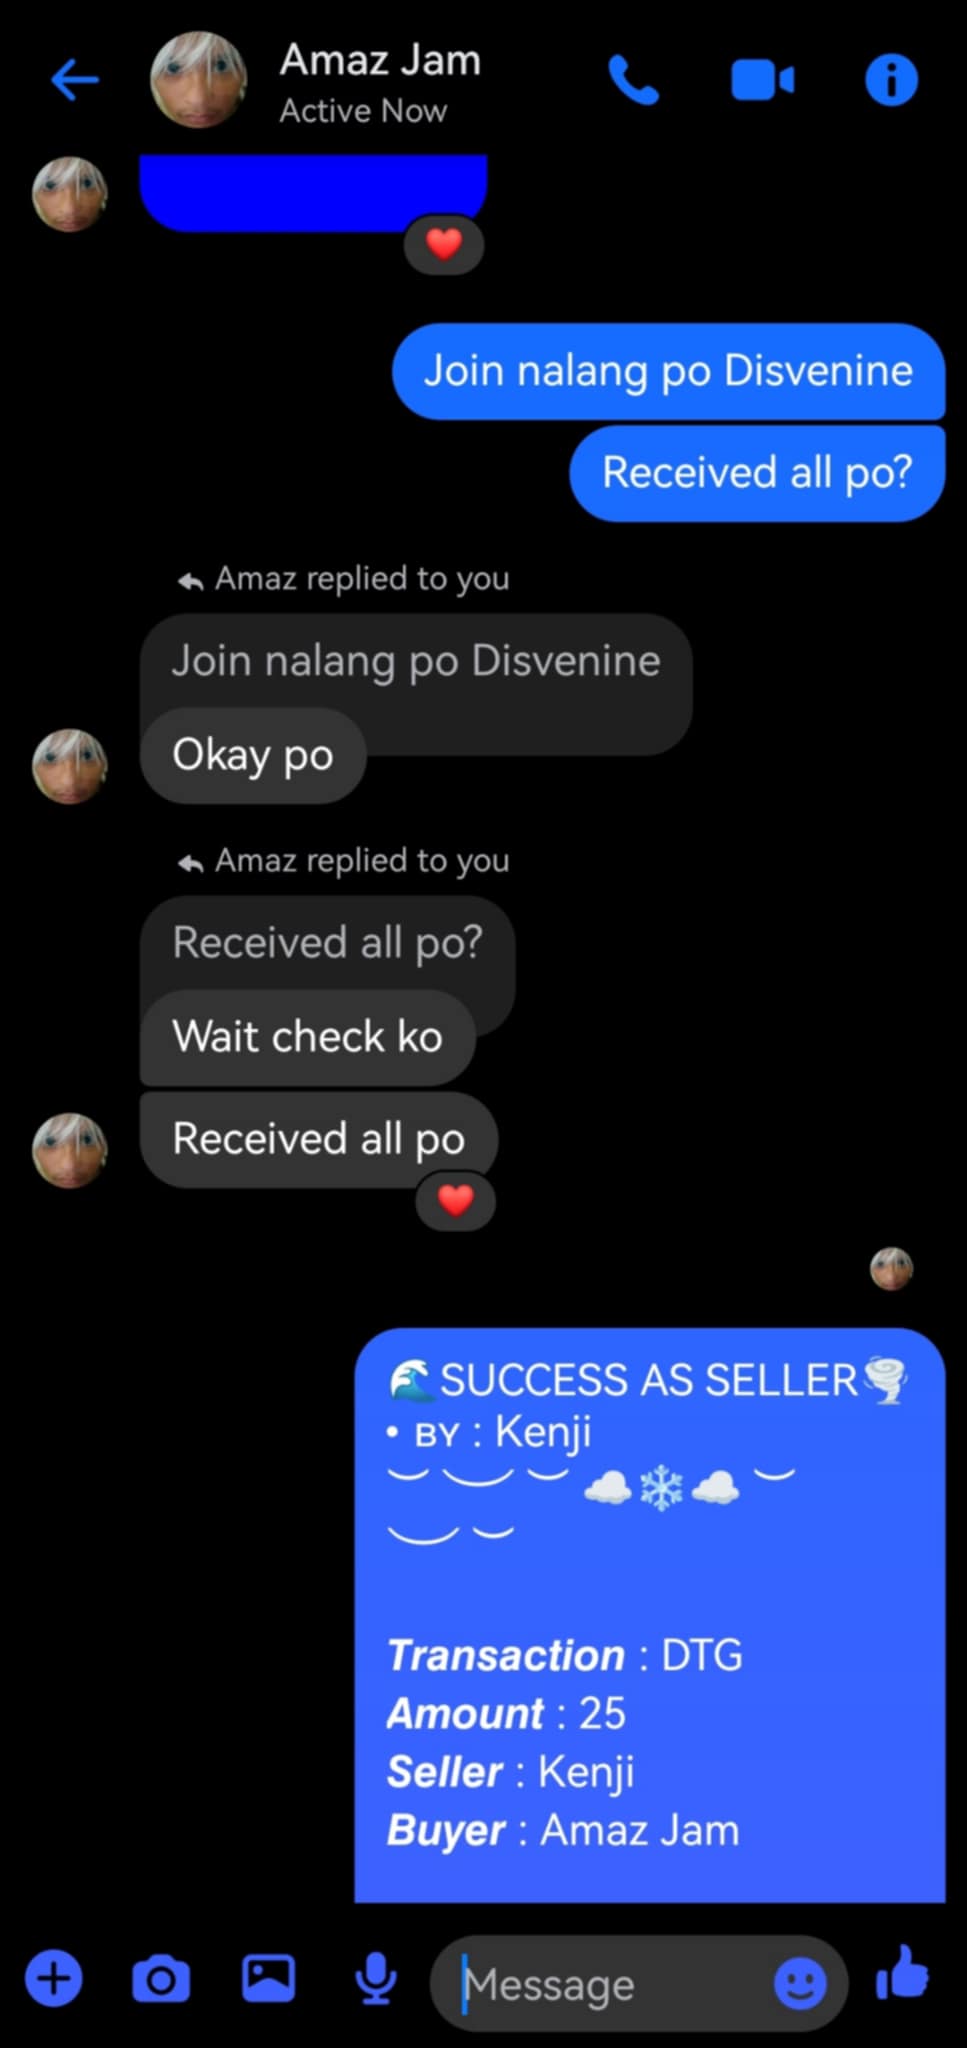 Amaz Jam
Active Now
Join nalang po Disvenine
Received all po?
Amaz replied to you
Join nalang po Disvenine
Okay po
Amaz replied to you
Received all po?
Wait check ko
Received all po
🌊SUCCESS AS SELLER🌪️
• ʙʏ : Kenji
︶ ︶ ︶ ☁️❄️☁️ ︶
︶ ︶
Transaction : DTG
Amount : 25
Seller : Kenji
Buyer : Amaz Jam
Message